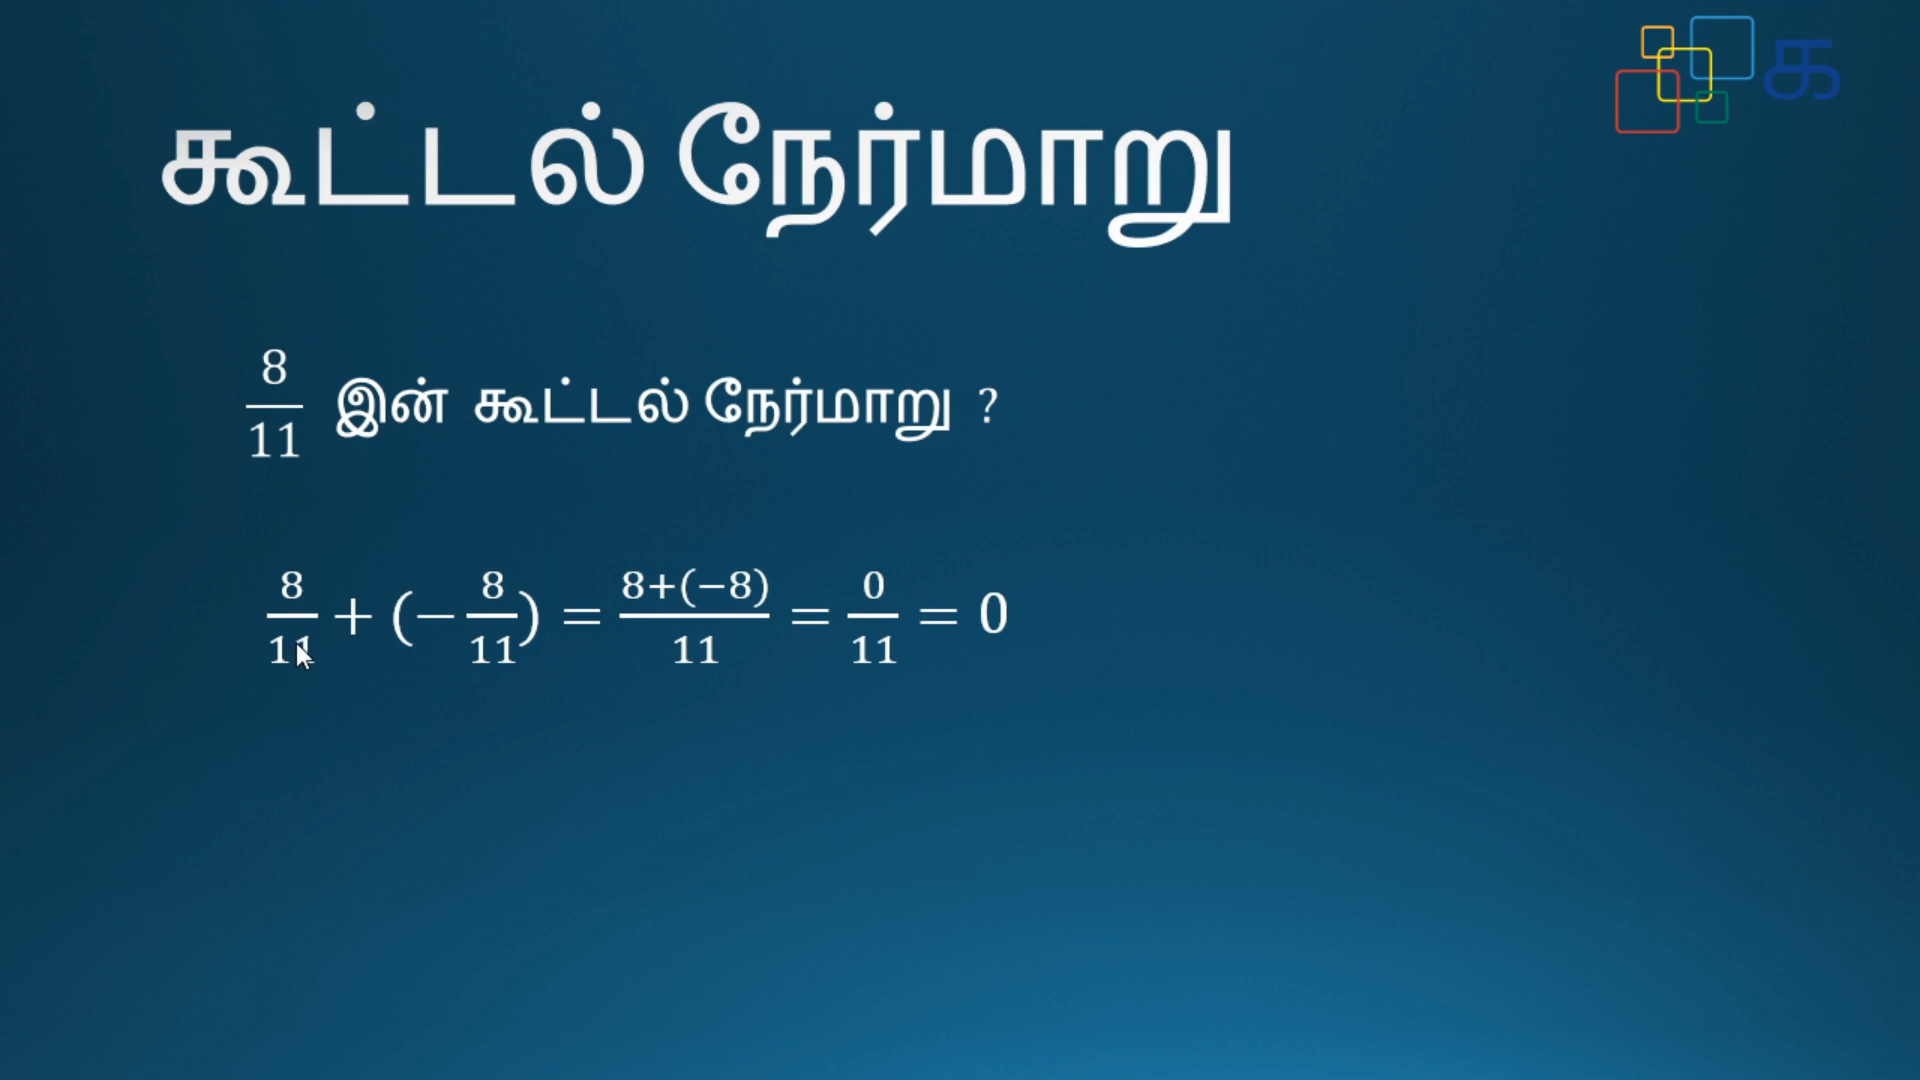 க
கூட்டல் நேர்மாறு
8/11 இன் கூட்டல் நேர்மாறு ?
8/11 + (−8/11) = 8+(−8)/11 = 0/11 = 0